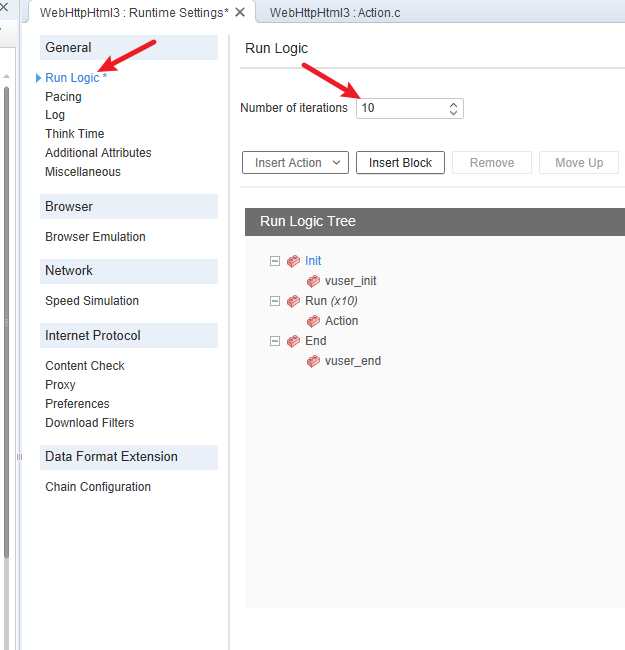 WebHttpHtml3 : Runtime Settings*
WebHttpHtml3 : Action.c
General
Run Logic *
Pacing
Log
Think Time
Additional Attributes
Miscellaneous
Browser
Browser Emulation
Network
Speed Simulation
Internet Protocol
Content Check
Proxy
Preferences
Download Filters
Data Format Extension
Chain Configuration
Run Logic
Number of iterations 10
Insert Action Insert Block Remove Move Up
Run Logic Tree
Init
vuser_init
Run (x10)
Action
End
vuser_end